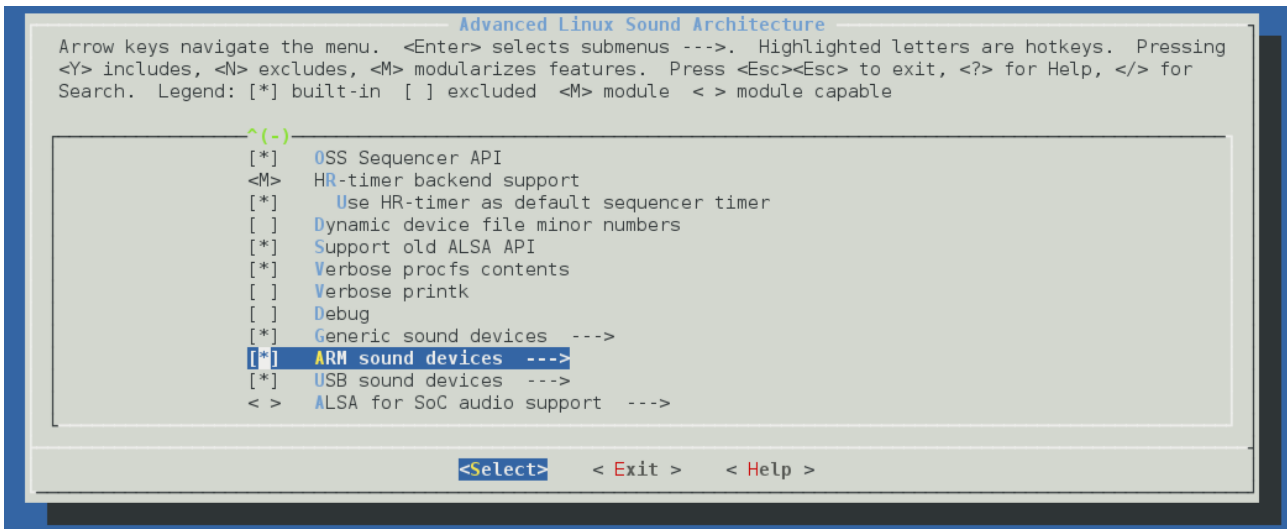 Advanced Linux Sound Architecture
Arrow keys navigate the menu.  <Enter> selects submenus --->.  Highlighted letters are hotkeys.  Pressing
<Y> includes, <N> excludes, <M> modularizes features.  Press <Esc><Esc> to exit, <?> for Help, </> for
Search.  Legend: [*] built-in  [ ] excluded  <M> module  < > module capable
^(-)
[*]   OSS Sequencer API
<M>   HR-timer backend support
[*]     Use HR-timer as default sequencer timer
[ ]   Dynamic device file minor numbers
[*]   Support old ALSA API
[*]   Verbose procfs contents
[ ]   Verbose printk
[ ]   Debug
[*]   Generic sound devices  --->
[*]   ARM sound devices  --->
[*]   USB sound devices  --->
< >   ALSA for SoC audio support  --->
<Select>    < Exit >    < Help >